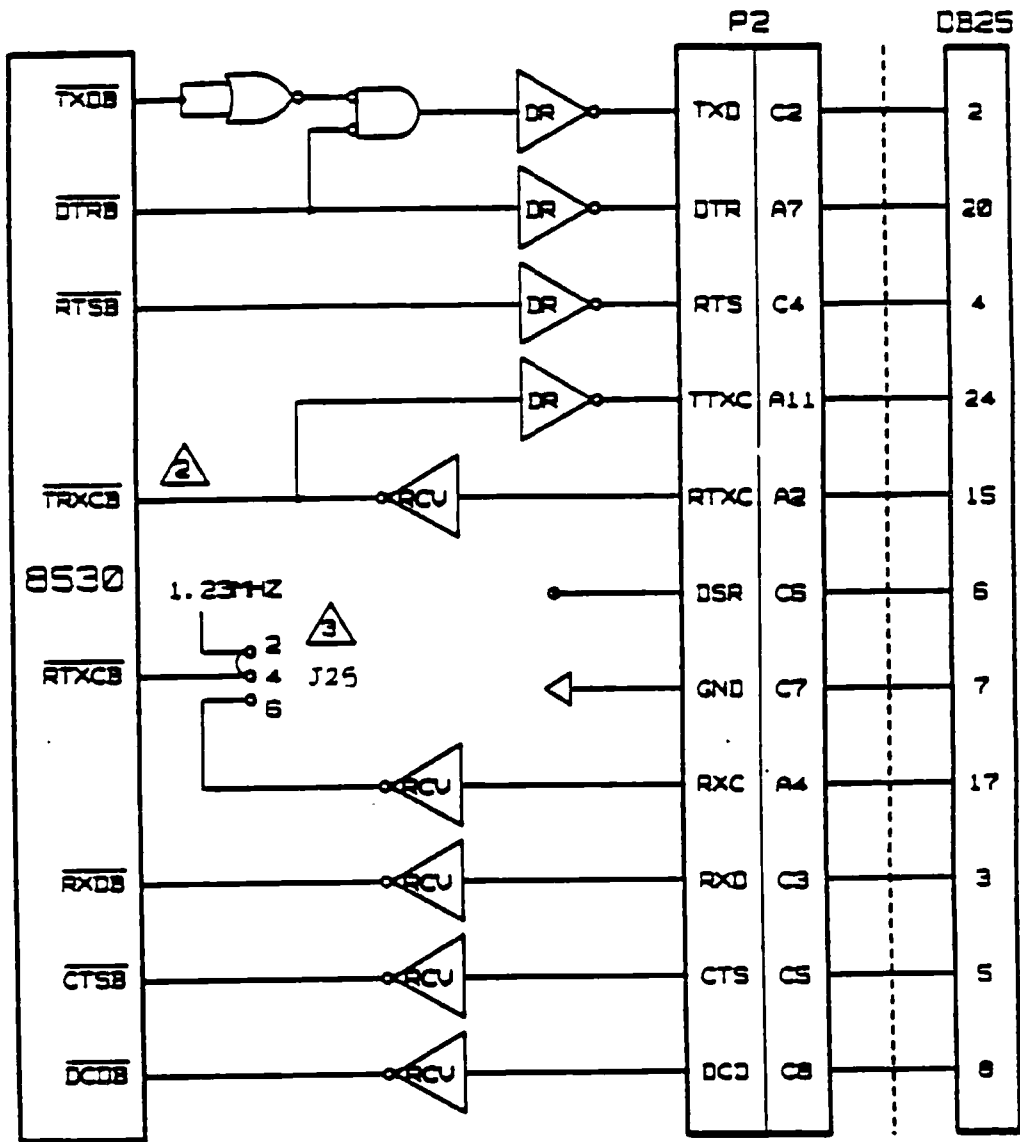 P2 DB25
TXDB DR TXD C2 2
DTRB DR DTR A7 20
RTSB DR RTS C4 4
DR TTXC A11 24
2
TRXCB RCV RTXC A2 15
8530
1.23MHZ DSR C6 6
3
2
RTXCB 4 J25
6 GND C7 7
RCV RXC A4 17
RXDB RCV RXD C3 3
CTSB RCV CTS C5 5
DCDB RCV DCD C8 8